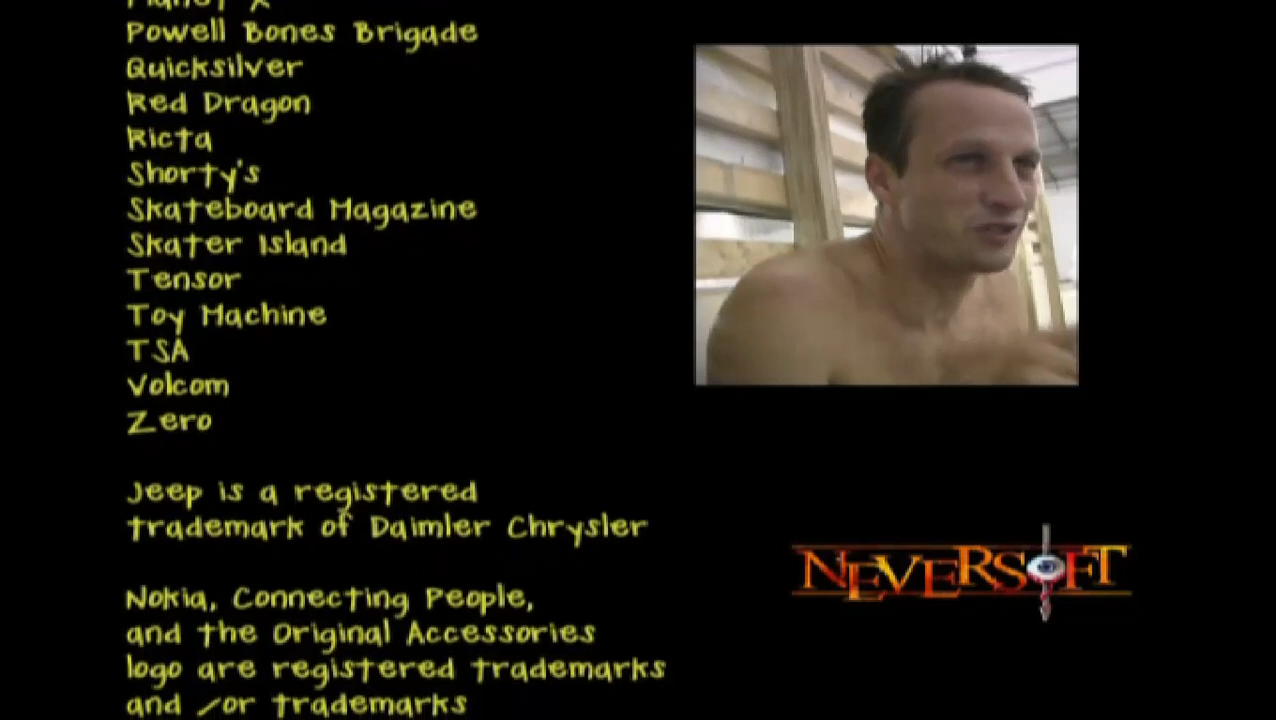 Planet X
Powell Bones Brigade
Quicksilver
Red Dragon
Ricta
Shorty's
Skateboard Magazine
Skater Island
Tensor
Toy Machine
TSA
Volcom
Zero
Jeep is a registered
trademark of Daimler Chrysler
Nokia, Connecting People,
and the Original Accessories
logo are registered trademarks
and /or trademarks
NEVERSOFT